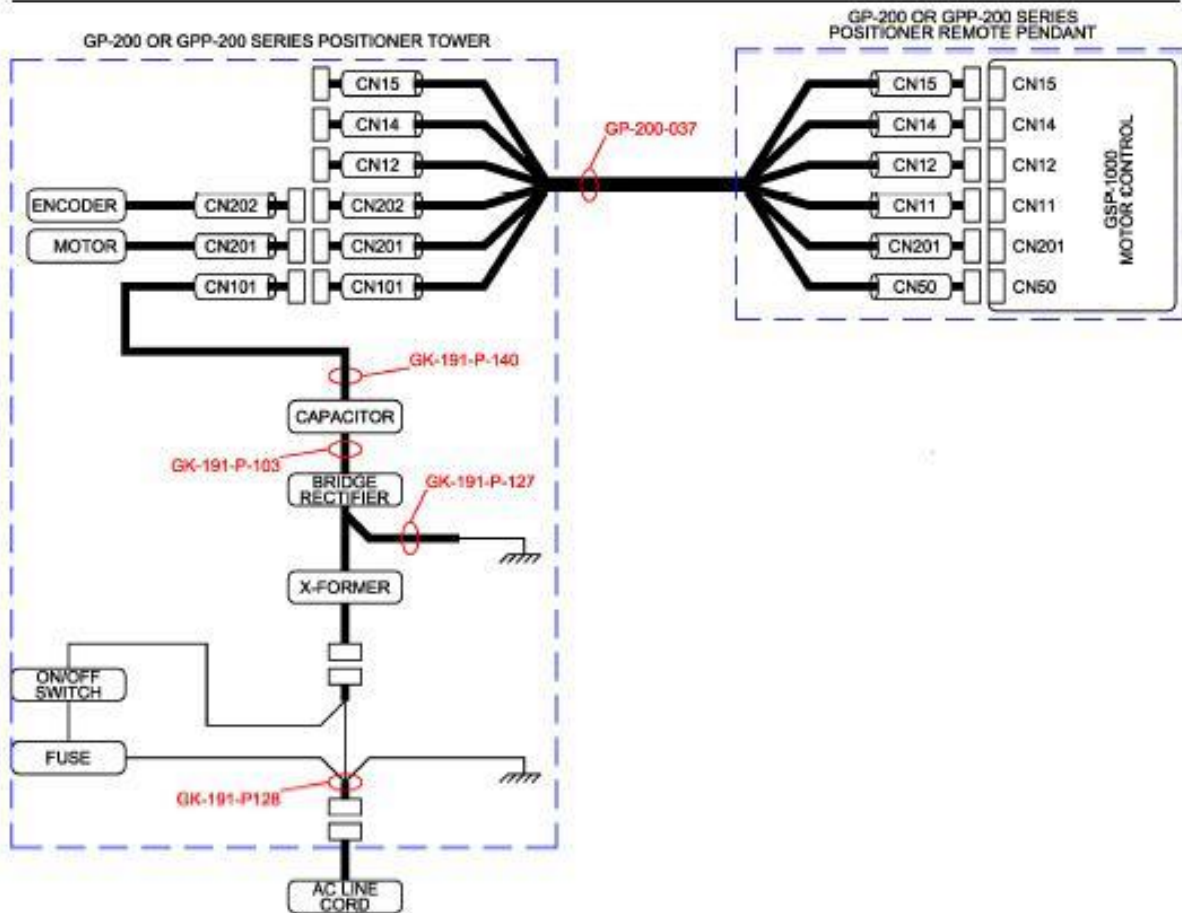 GP-200 OR GPP-200 SERIES POSITIONER TOWER
GP-200 OR GPP-200 SERIES
POSITIONER REMOTE PENDANT
CN15
CN14
CN12
ENCODER
CN202
CN202
MOTOR
CN201
CN201
CN101
CN101
GP-200-037
CN15
CN15
CN14
CN14
CN12
CN12
CN11
CN11
CN201
CN201
CN50
CN50
GSP-1000
MOTOR CONTROL
GK-191-P-140
CAPACITOR
GK-191-P-103
BRIDGE
RECTIFIER
GK-191-P-127
X-FORMER
ON/OFF
SWITCH
FUSE
GK-191-P128
AC LINE
CORD